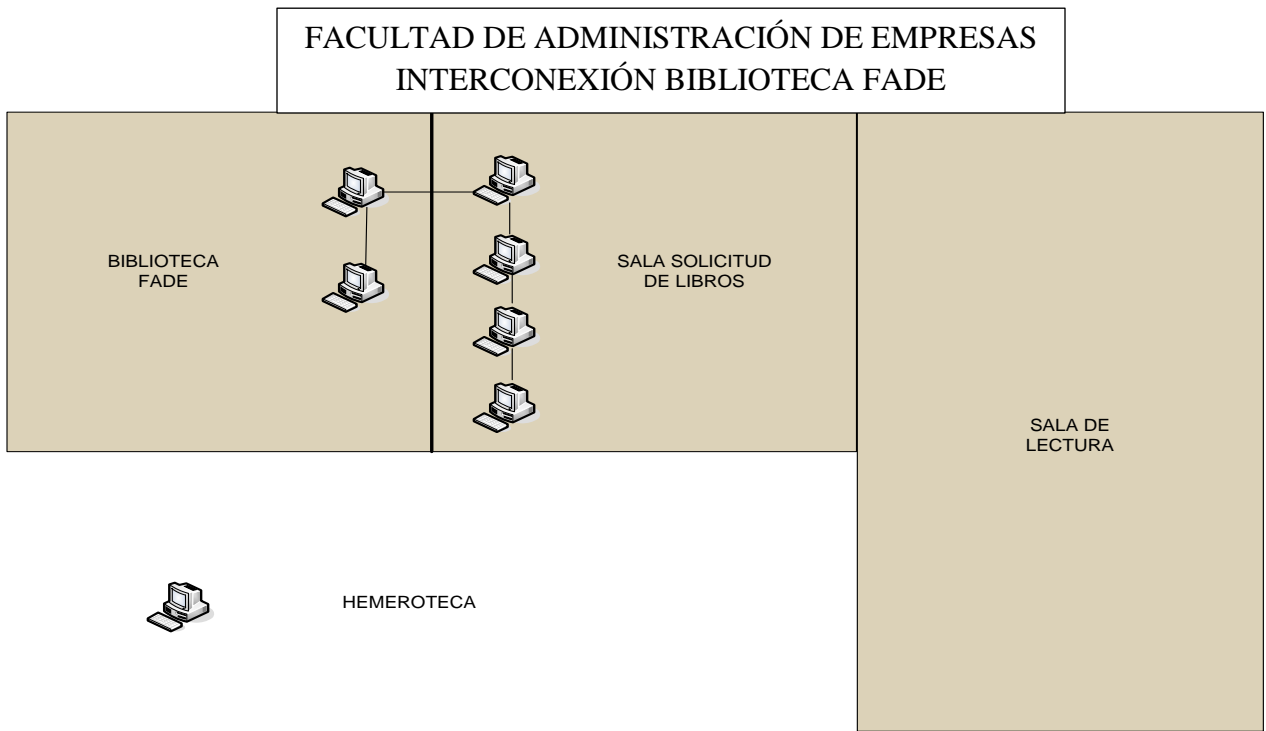 FACULTAD DE ADMINISTRACIÓN DE EMPRESAS
INTERCONEXIÓN BIBLIOTECA FADE
BIBLIOTECA
FADE
SALA SOLICITUD
DE LIBROS
SALA DE
LECTURA
HEMEROTECA